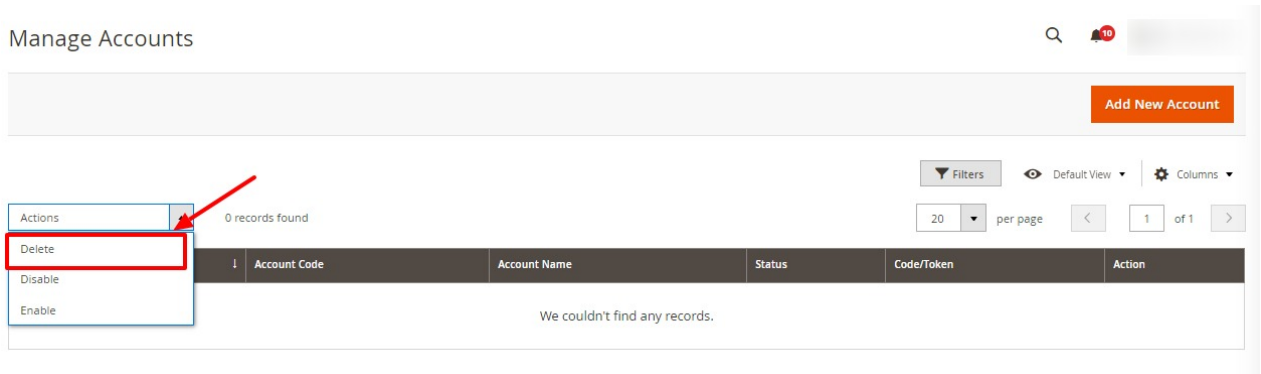 Manage Accounts
10
Add New Account
Filters
Default View
Columns
Actions
0 records found
20
per page
1
of 1
Delete
Disable
Enable
Account Code
Account Name
Status
Code/Token
Action
We couldn't find any records.